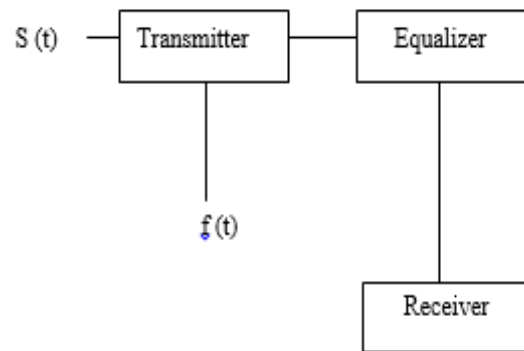 S (t)
Transmitter
Equalizer
f (t)
Receiver